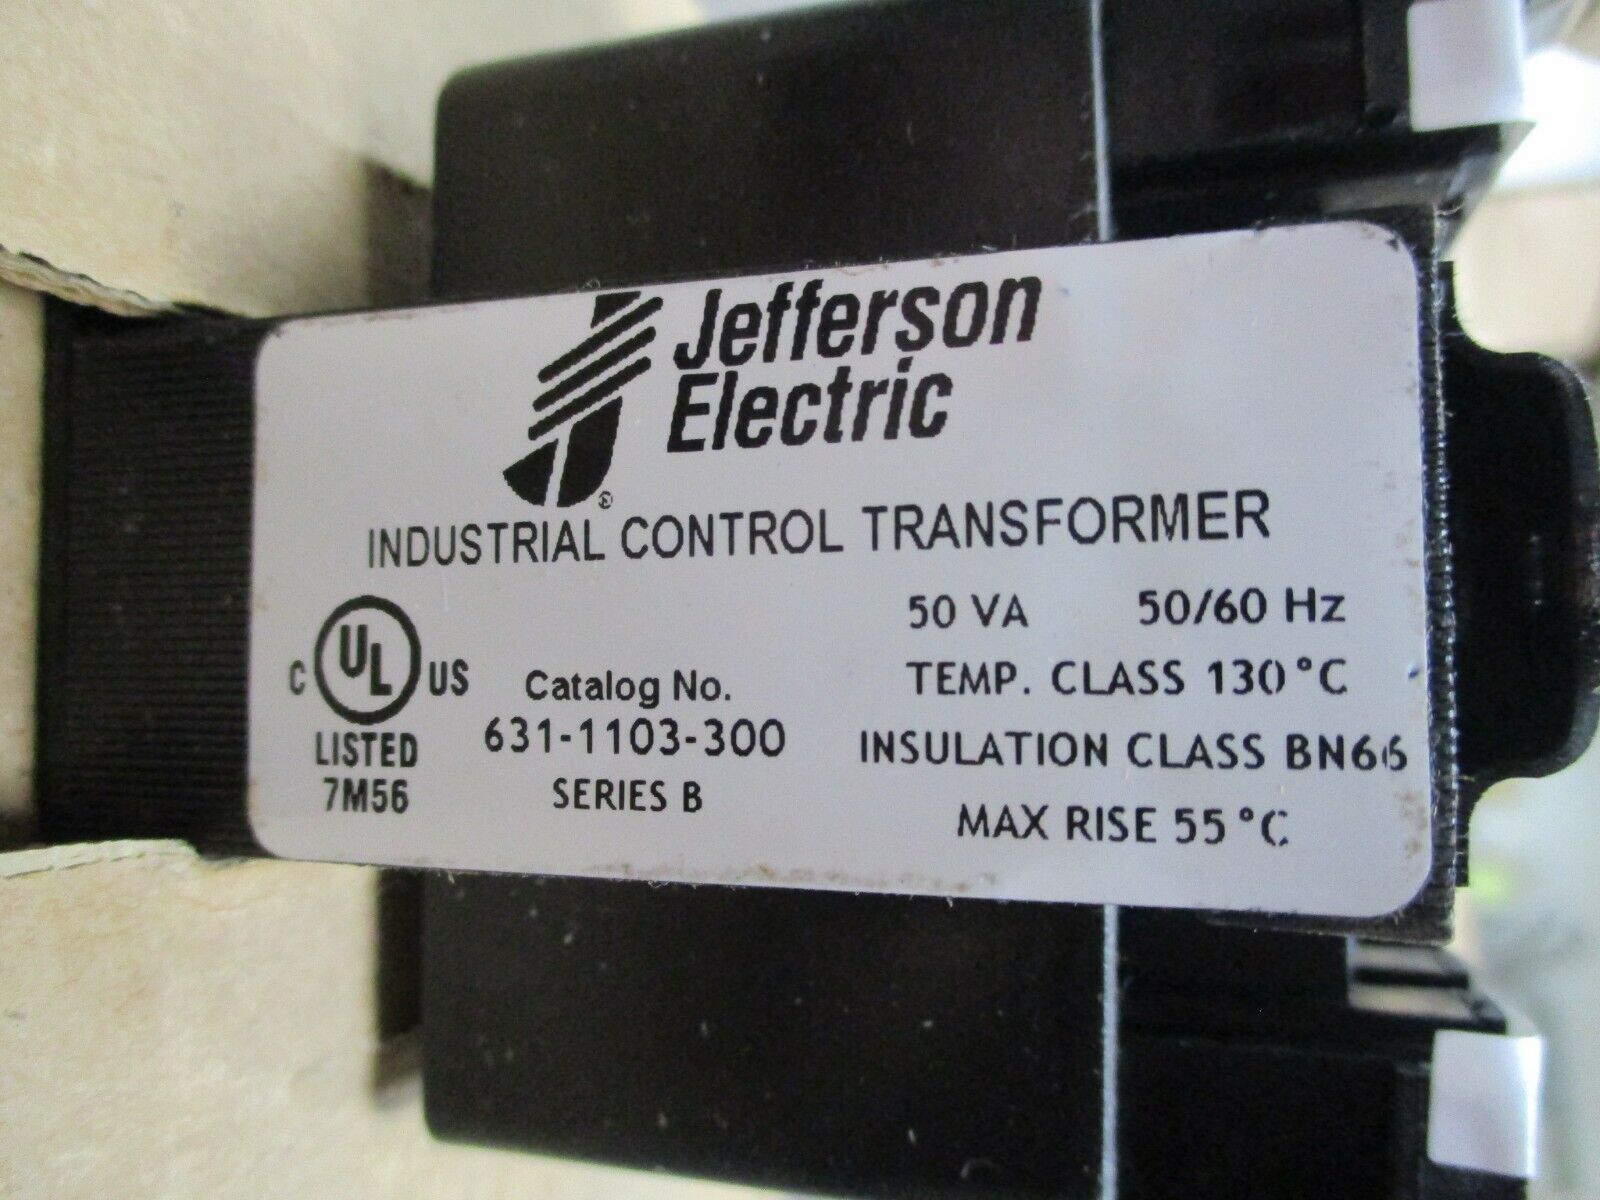 Jefferson
Electric
®
INDUSTRIAL CONTROL TRANSFORMER
50 VA 50/60 Hz
C UL US
LISTED
7M56
Catalog No.
631-1103-300
SERIES B
TEMP. CLASS 130°C
INSULATION CLASS BN66
MAX RISE 55°C